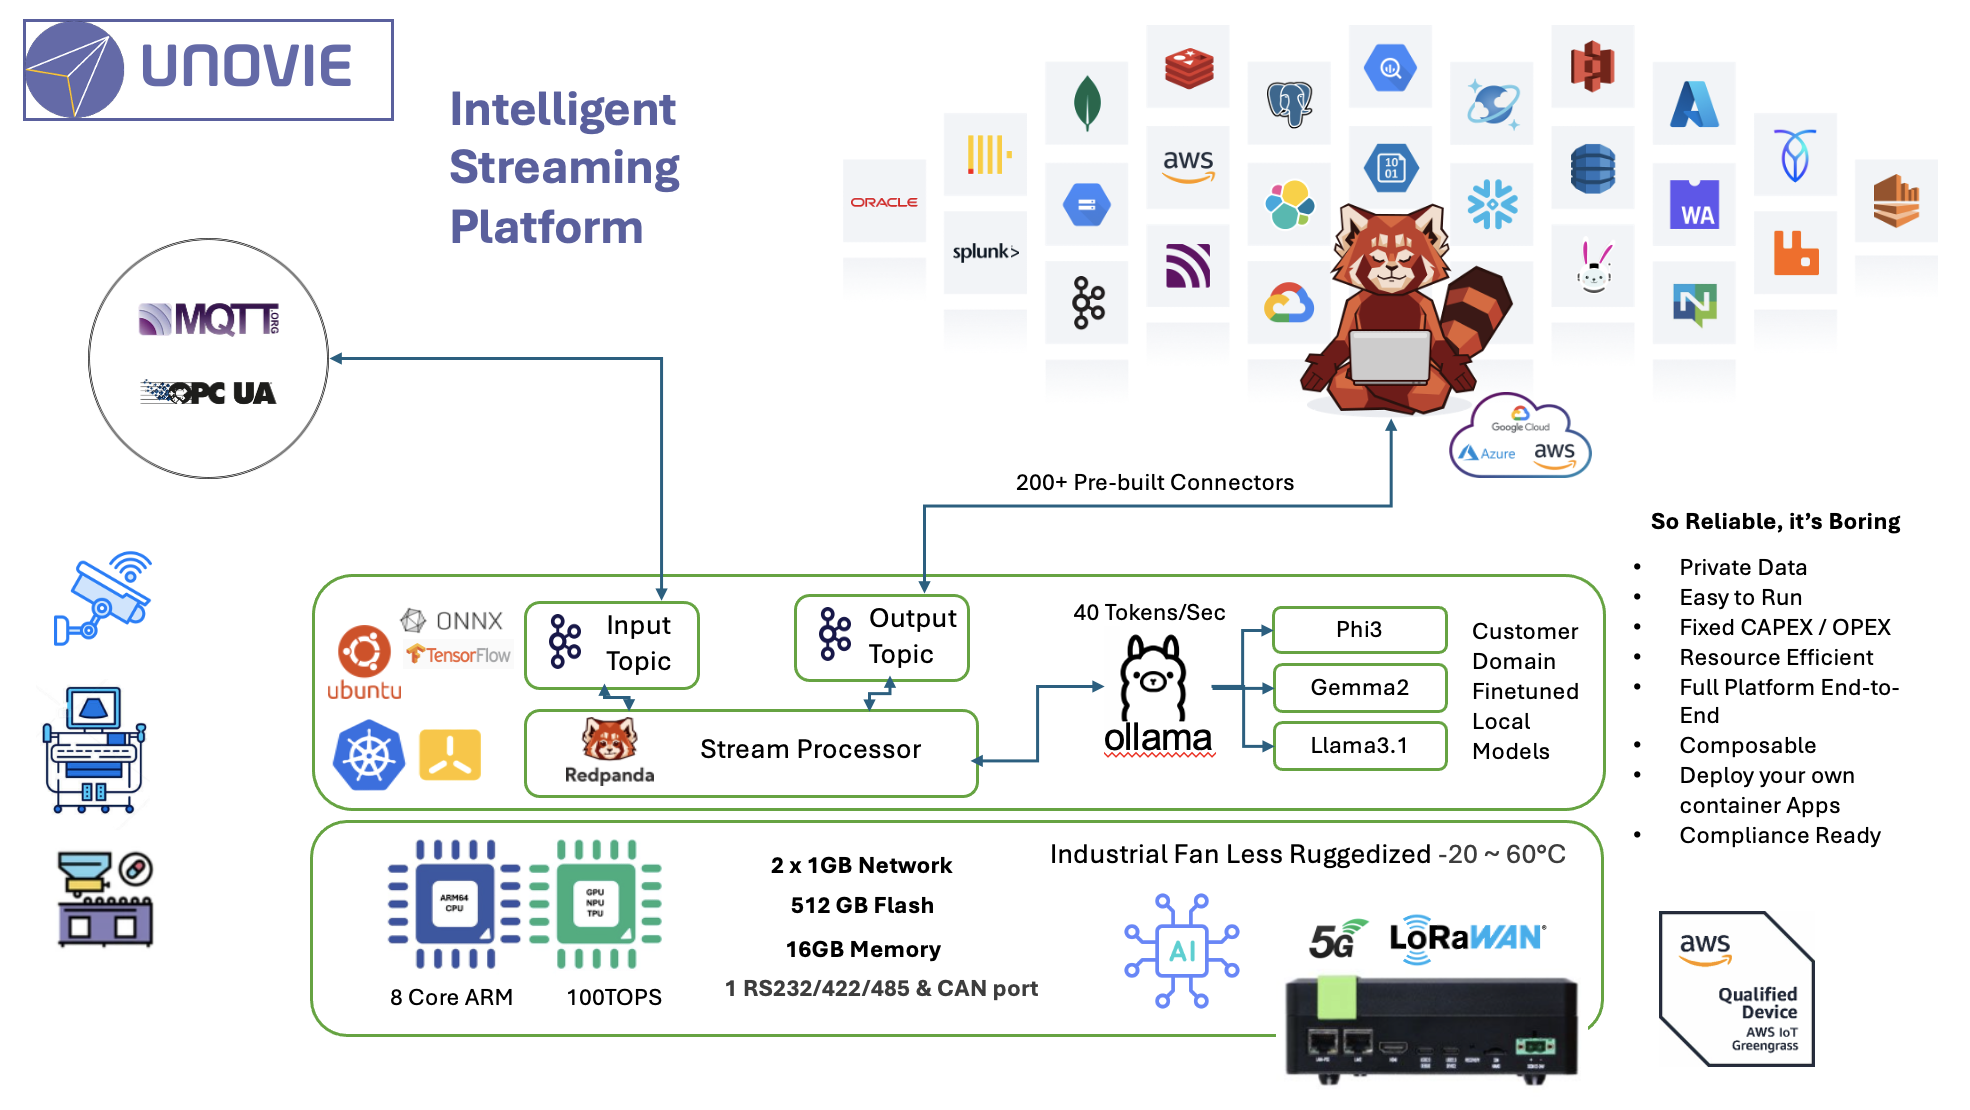 UNOVIE
Intelligent
Streaming
Platform
MQTT.ORG
OPC UA
ORACLE
splunk>
aws
10
01
WA
Google Cloud
Azure
aws
200+ Pre-built Connectors
So Reliable, it's Boring
• Private Data
• Easy to Run
• Fixed CAPEX / OPEX
• Resource Efficient
• Full Platform End-to-
End
• Composable
• Deploy your own
container Apps
• Compliance Ready
ONNX
TensorFlow
ubuntu
Input
Topic
Output
Topic
Redpanda
Stream Processor
40 Tokens/Sec
ollama
Phi3
Gemma2
Llama3.1
Customer
Domain
Finetuned
Local
Models
ARM64
CPU
8 Core ARM
GPU
NPU
TPU
100TOPS
2 x 1GB Network
512 GB Flash
16GB Memory
1 RS232/422/485 & CAN port
Industrial Fan Less Ruggedized -20 ~ 60°C
AI
5G
LoRaWAN
aws
Qualified
Device
AWS IoT
Greengrass